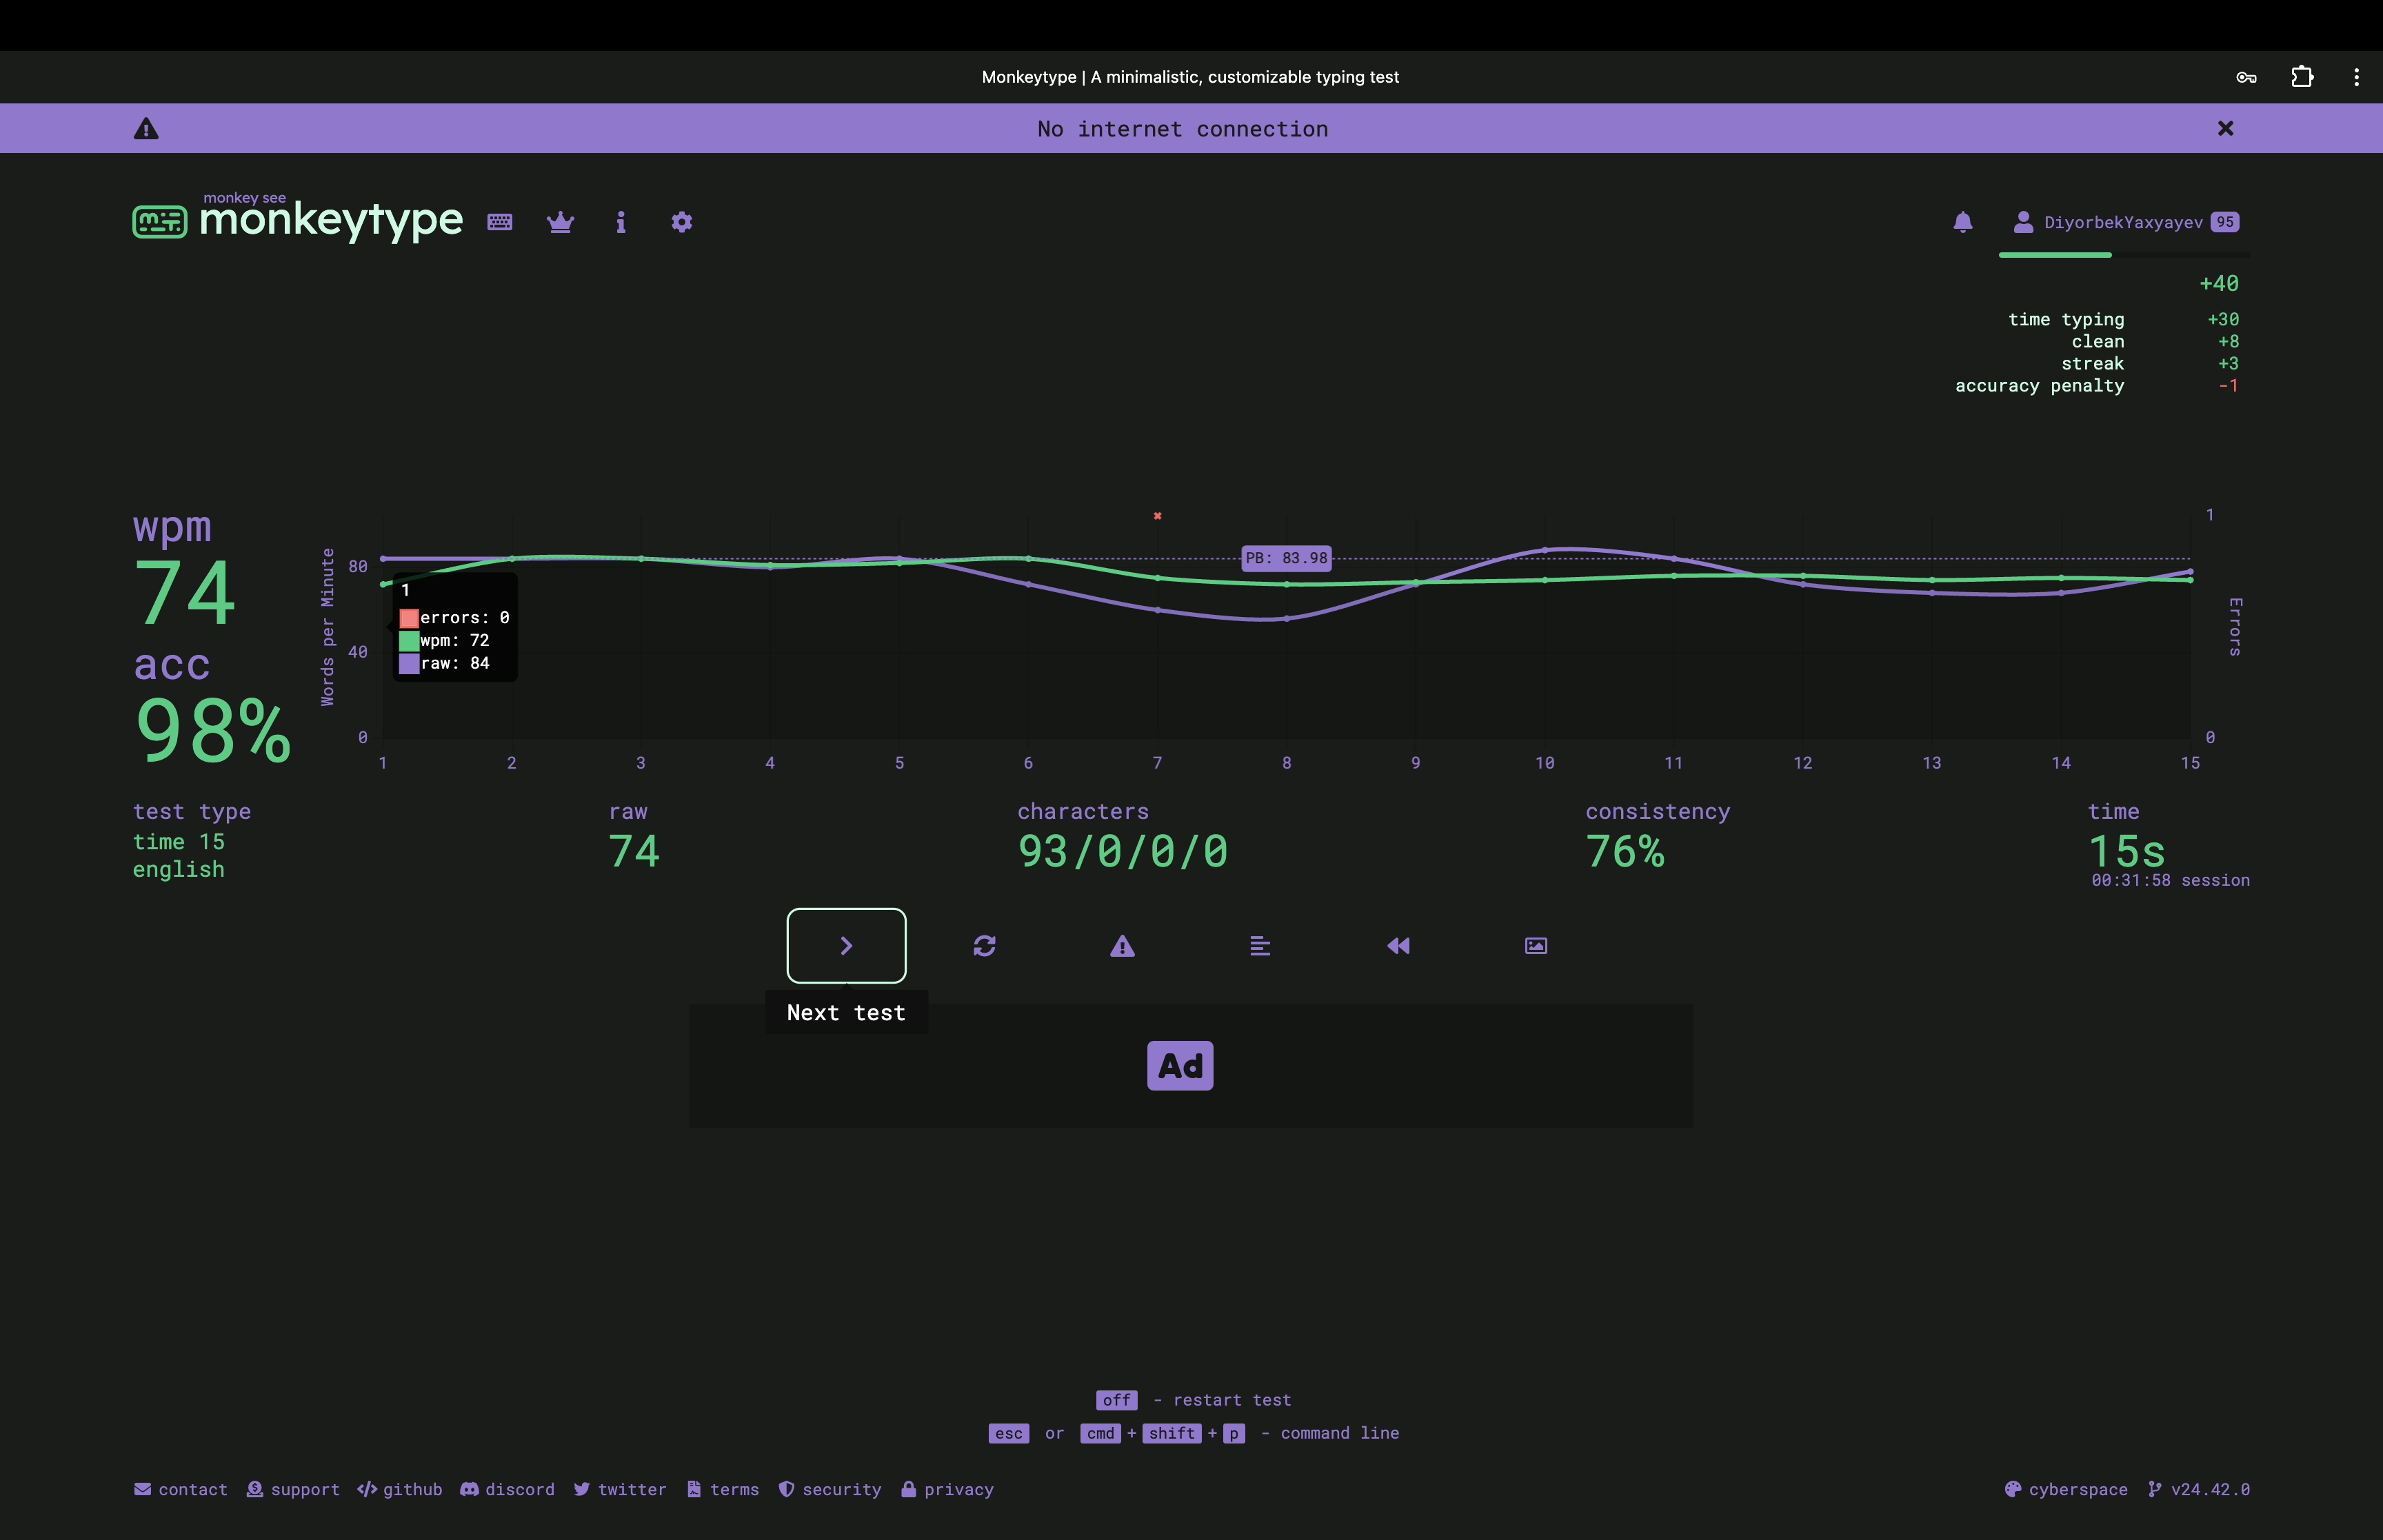 Monkeytype | A minimalistic, customizable typing test
No internet connection
monkey see
monkeytype
DiyorbekYaxyayev 95
+40
time typing +30
clean +8
streak +3
accuracy penalty -1
wpm
74
acc
98%
Words per Minute
80
40
0
1
errors: 0
wpm: 72
raw: 84
PB: 83.98
1
0
Errors
1 2 3 4 5 6 7 8 9 10 11 12 13 14 15
test type
time 15
english
raw
74
characters
93/0/0/0
consistency
76%
time
15s
00:31:58 session
Next test
Ad
off - restart test
esc or cmd + shift + p - command line
contact support github discord twitter terms security privacy cyberspace v24.42.0